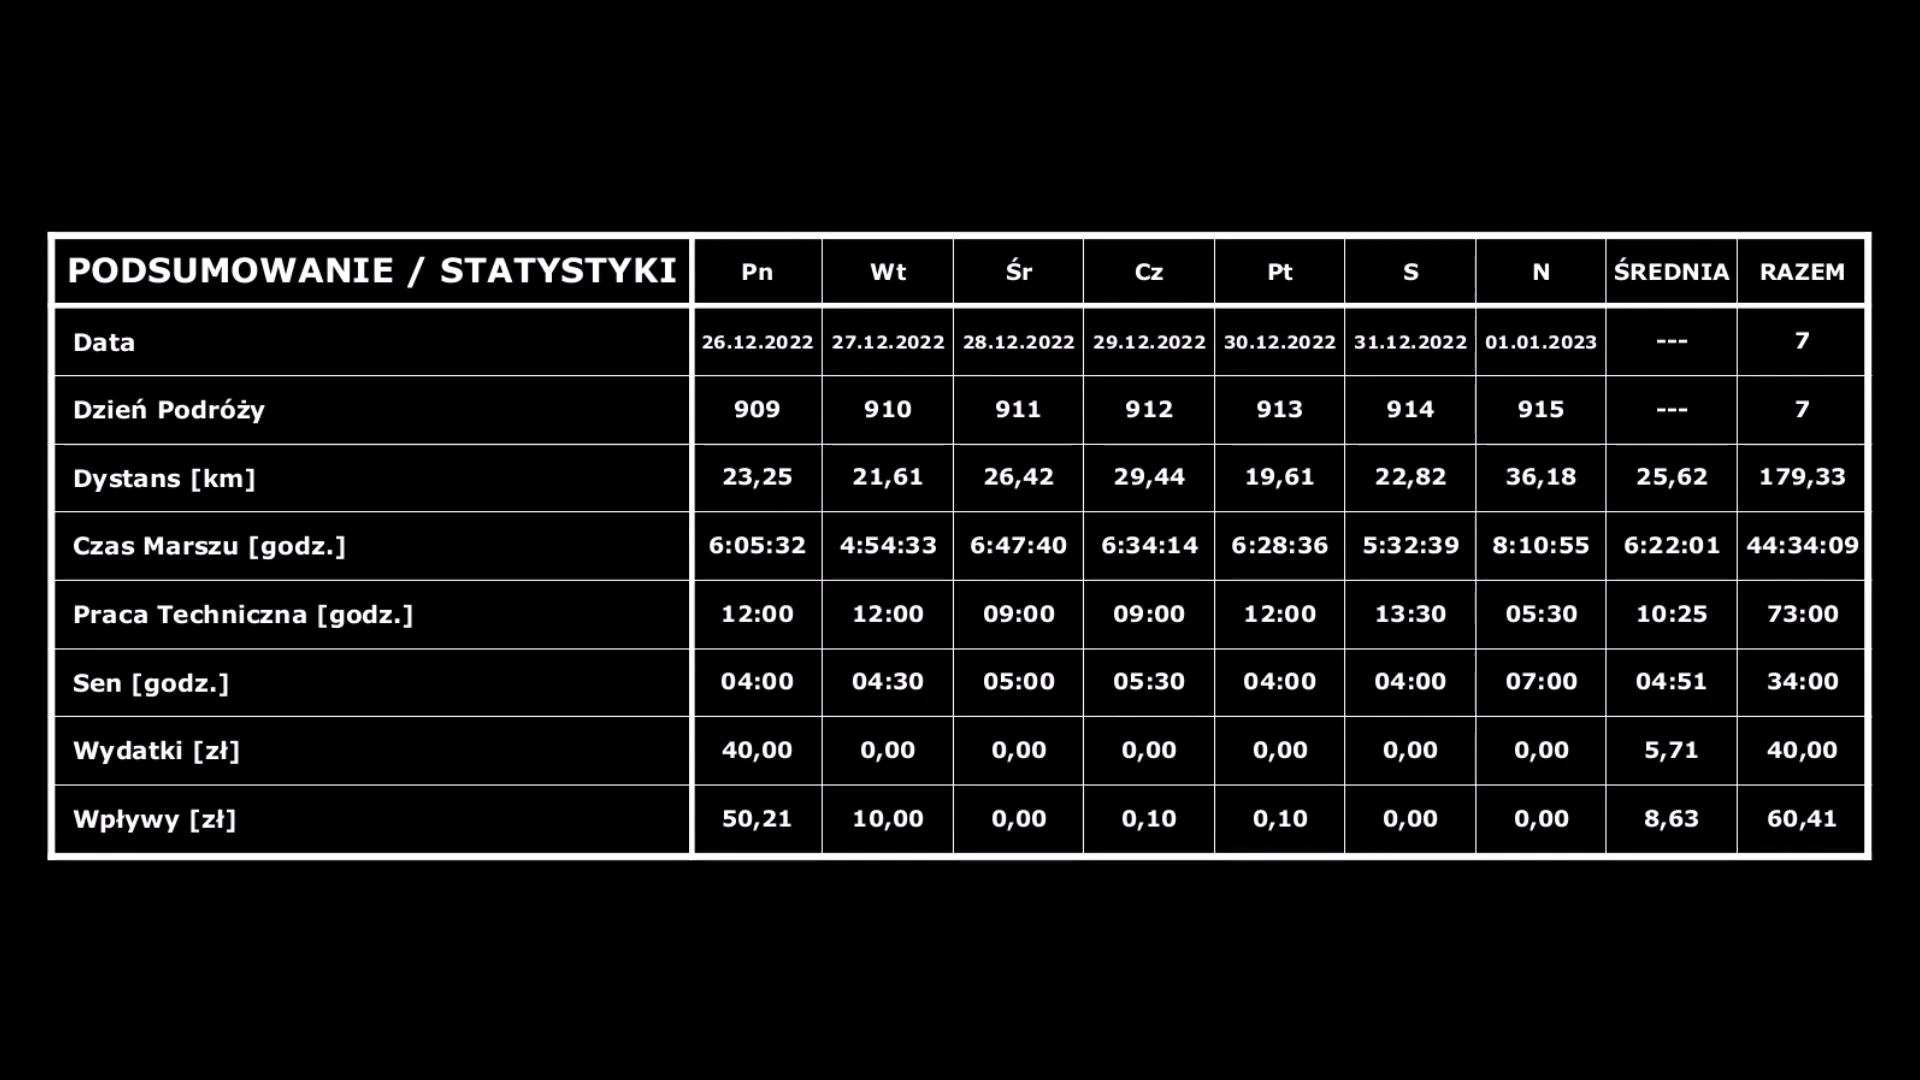 PODSUMOWANIE / STATYSTYKI Pn Wt Śr Cz Pt S N ŚREDNIA RAZEM
Data 26.12.2022 27.12.2022 28.12.2022 29.12.2022 30.12.2022 31.12.2022 01.01.2023 --- 7
Dzień Podróży 909 910 911 912 913 914 915 --- 7
Dystans [km] 23,25 21,61 26,42 29,44 19,61 22,82 36,18 25,62 179,33
Czas Marszu [godz.] 6:05:32 4:54:33 6:47:40 6:34:14 6:28:36 5:32:39 8:10:55 6:22:01 44:34:09
Praca Techniczna [godz.] 12:00 12:00 09:00 09:00 12:00 13:30 05:30 10:25 73:00
Sen [godz.] 04:00 04:30 05:00 05:30 04:00 04:00 07:00 04:51 34:00
Wydatki [zł] 40,00 0,00 0,00 0,00 0,00 0,00 0,00 5,71 40,00
Wpływy [zł] 50,21 10,00 0,00 0,10 0,10 0,00 0,00 8,63 60,41